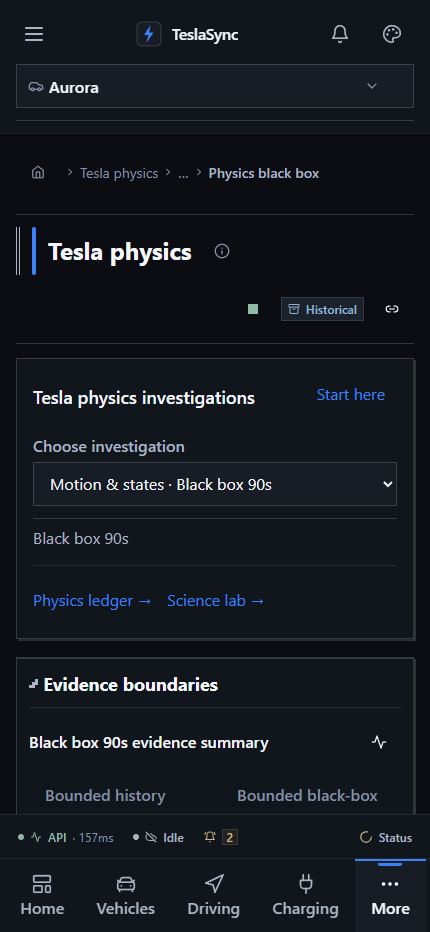 TeslaSync
Aurora
Tesla physics > ... > Physics black box
Tesla physics
Historical
Tesla physics investigations
Start here
Choose investigation
Motion & states · Black box 90s
Black box 90s
Physics ledger →
Science lab →
Evidence boundaries
Black box 90s evidence summary
Bounded history
Bounded black-box
API · 157ms
Idle
2
Status
Home
Vehicles
Driving
Charging
More